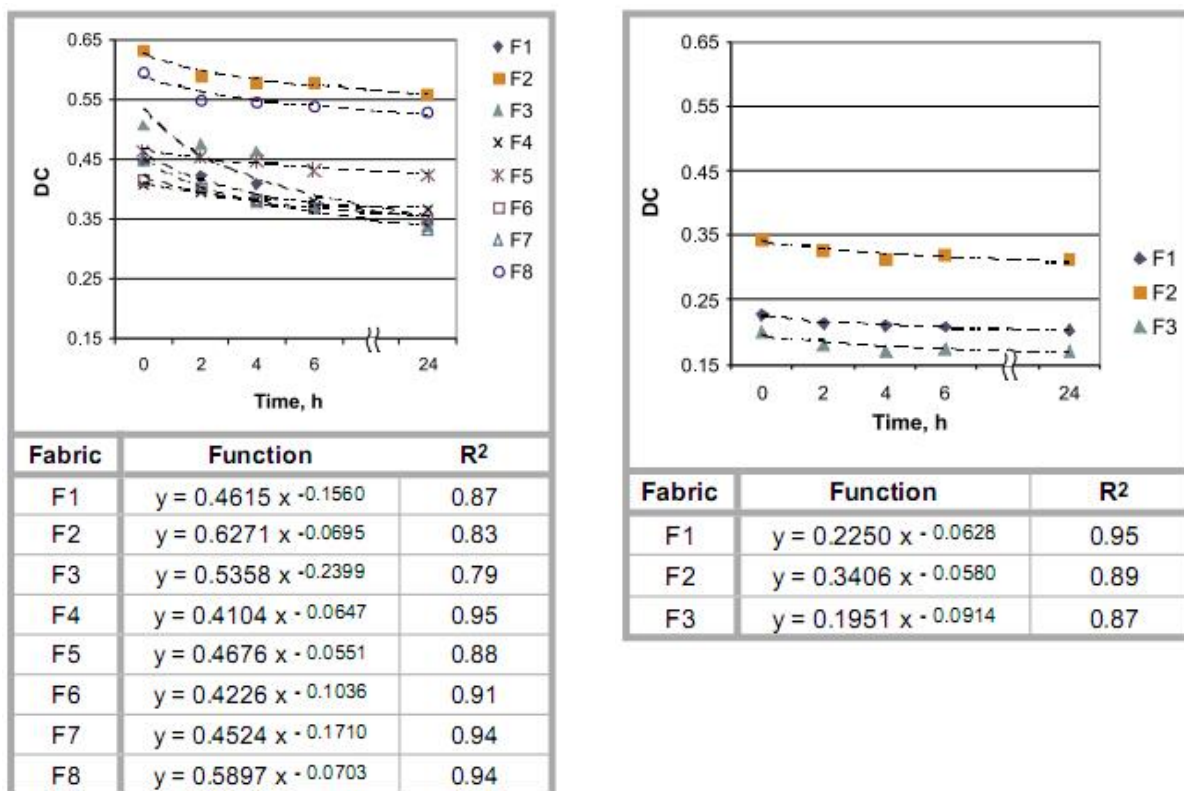 0.65
0.55
0.45
0.35
0.25
0.15
DC
0 2 4 6 24
Time, h
F1
F2
F3
F4
F5
F6
F7
F8
Fabric Function R²
F1 y = 0.4615 x -0.1560 0.87
F2 y = 0.6271 x -0.0695 0.83
F3 y = 0.5358 x -0.2399 0.79
F4 y = 0.4104 x -0.0647 0.95
F5 y = 0.4676 x -0.0551 0.88
F6 y = 0.4226 x - 0.1036 0.91
F7 y = 0.4524 x - 0.1710 0.94
F8 y = 0.5897 x - 0.0703 0.94
0.65
0.55
0.45
0.35
0.25
0.15
DC
0 2 4 6 24
Time, h
F1
F2
F3
Fabric Function R²
F1 y = 0.2250 x - 0.0628 0.95
F2 y = 0.3406 x - 0.0580 0.89
F3 y = 0.1951 x - 0.0914 0.87